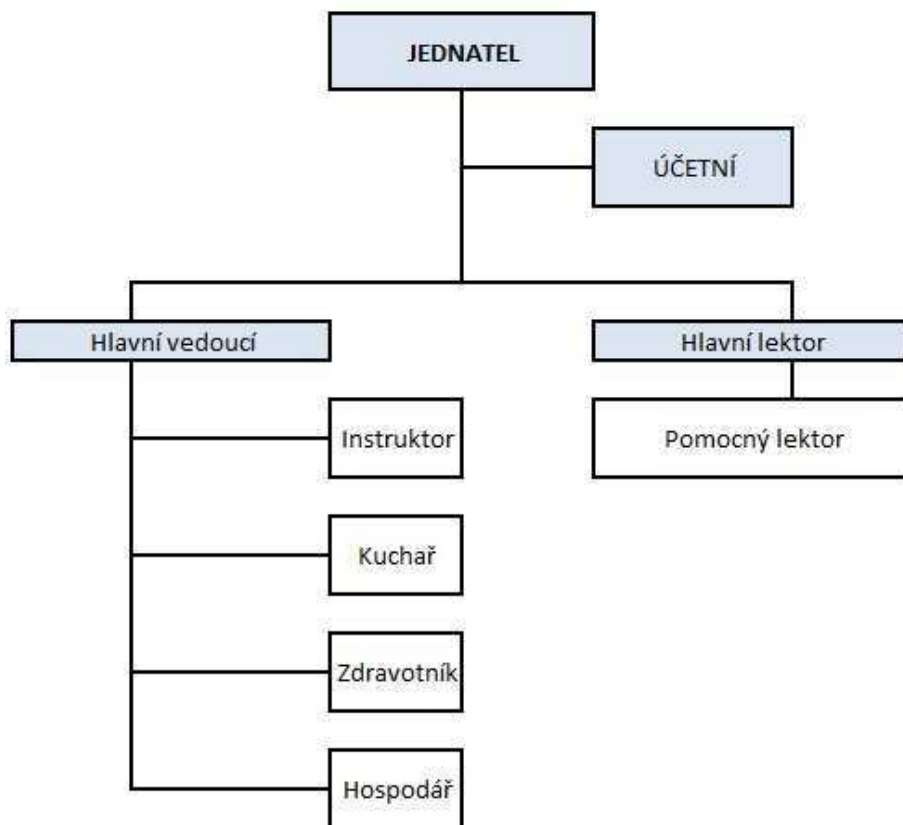 JEDNATEL
ÚČETNÍ
Hlavní vedoucí
Hlavní lektor
Instruktor
Pomocný lektor
Kuchař
Zdravotník
Hospodář